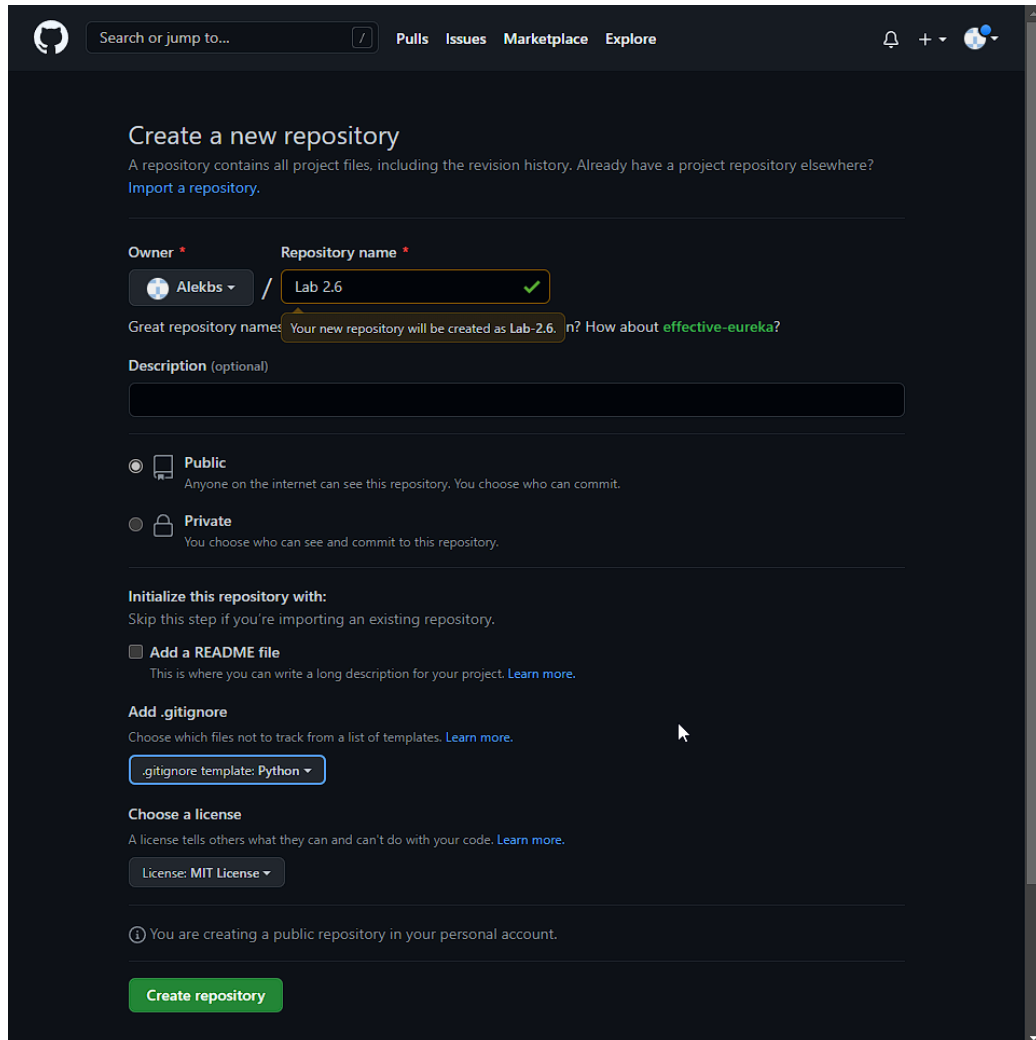 Search or jump to... / Pulls Issues Marketplace Explore
Create a new repository
A repository contains all project files, including the revision history. Already have a project repository elsewhere?
Import a repository.
Owner * Repository name *
Alekbs / Lab 2.6
Great repository names n? How about effective-eureka?
Your new repository will be created as Lab-2.6.
Description (optional)
Public
Anyone on the internet can see this repository. You choose who can commit.
Private
You choose who can see and commit to this repository.
Initialize this repository with:
Skip this step if you're importing an existing repository.
Add a README file
This is where you can write a long description for your project. Learn more.
Add .gitignore
Choose which files not to track from a list of templates. Learn more.
.gitignore template: Python
Choose a license
A license tells others what they can and can't do with your code. Learn more.
License: MIT License
You are creating a public repository in your personal account.
Create repository